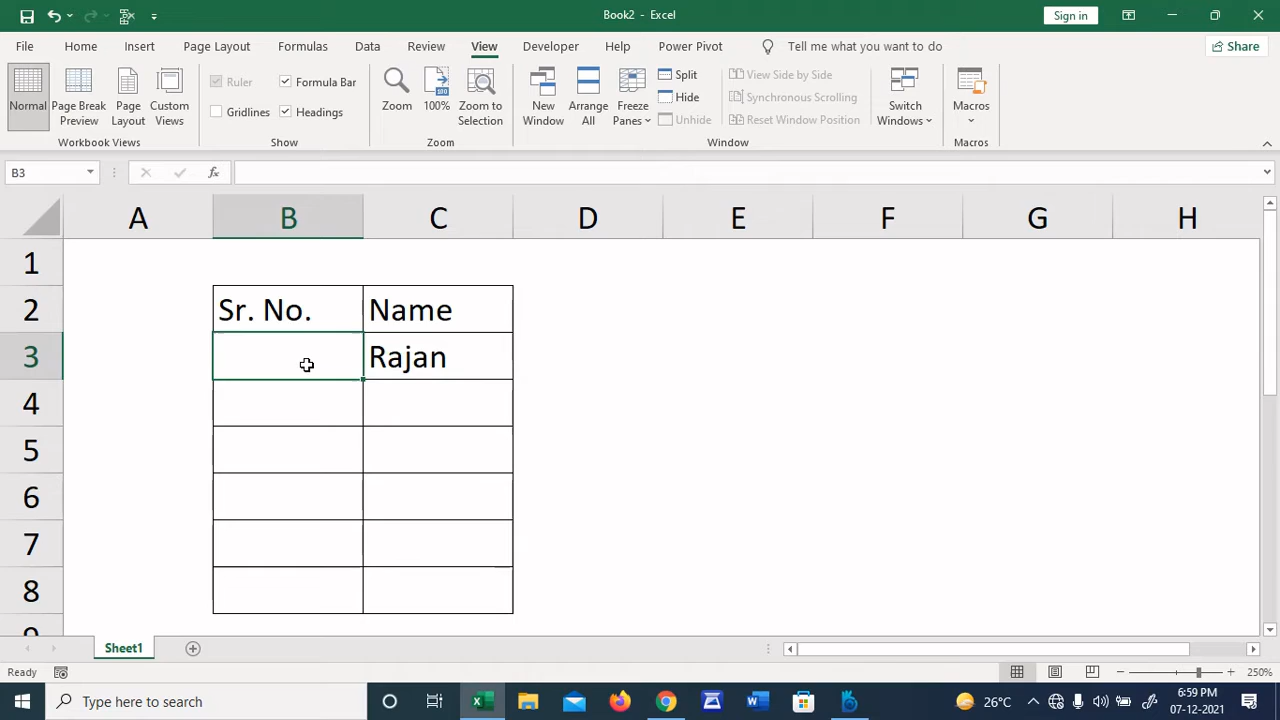 Book2 - Excel
Sign in
File Home Insert Page Layout Formulas Data Review View Developer Help Power Pivot Tell me what you want to do Share
Normal
Page Break Preview
Page Layout
Custom Views
Workbook Views
Ruler
Formula Bar
Gridlines
Headings
Show
Zoom
100%
Zoom to Selection
Zoom
New Window
Arrange All
Freeze Panes
Split
Hide
Unhide
View Side by Side
Synchronous Scrolling
Reset Window Position
Window
Switch Windows
Macros
Macros
B3 fx
A B C D E F G H
1
2 Sr. No. Name
3 Rajan
4
5
6
7
8
9
Sheet1
Ready 250%
Type here to search 26°C 6:59 PM
07-12-2021